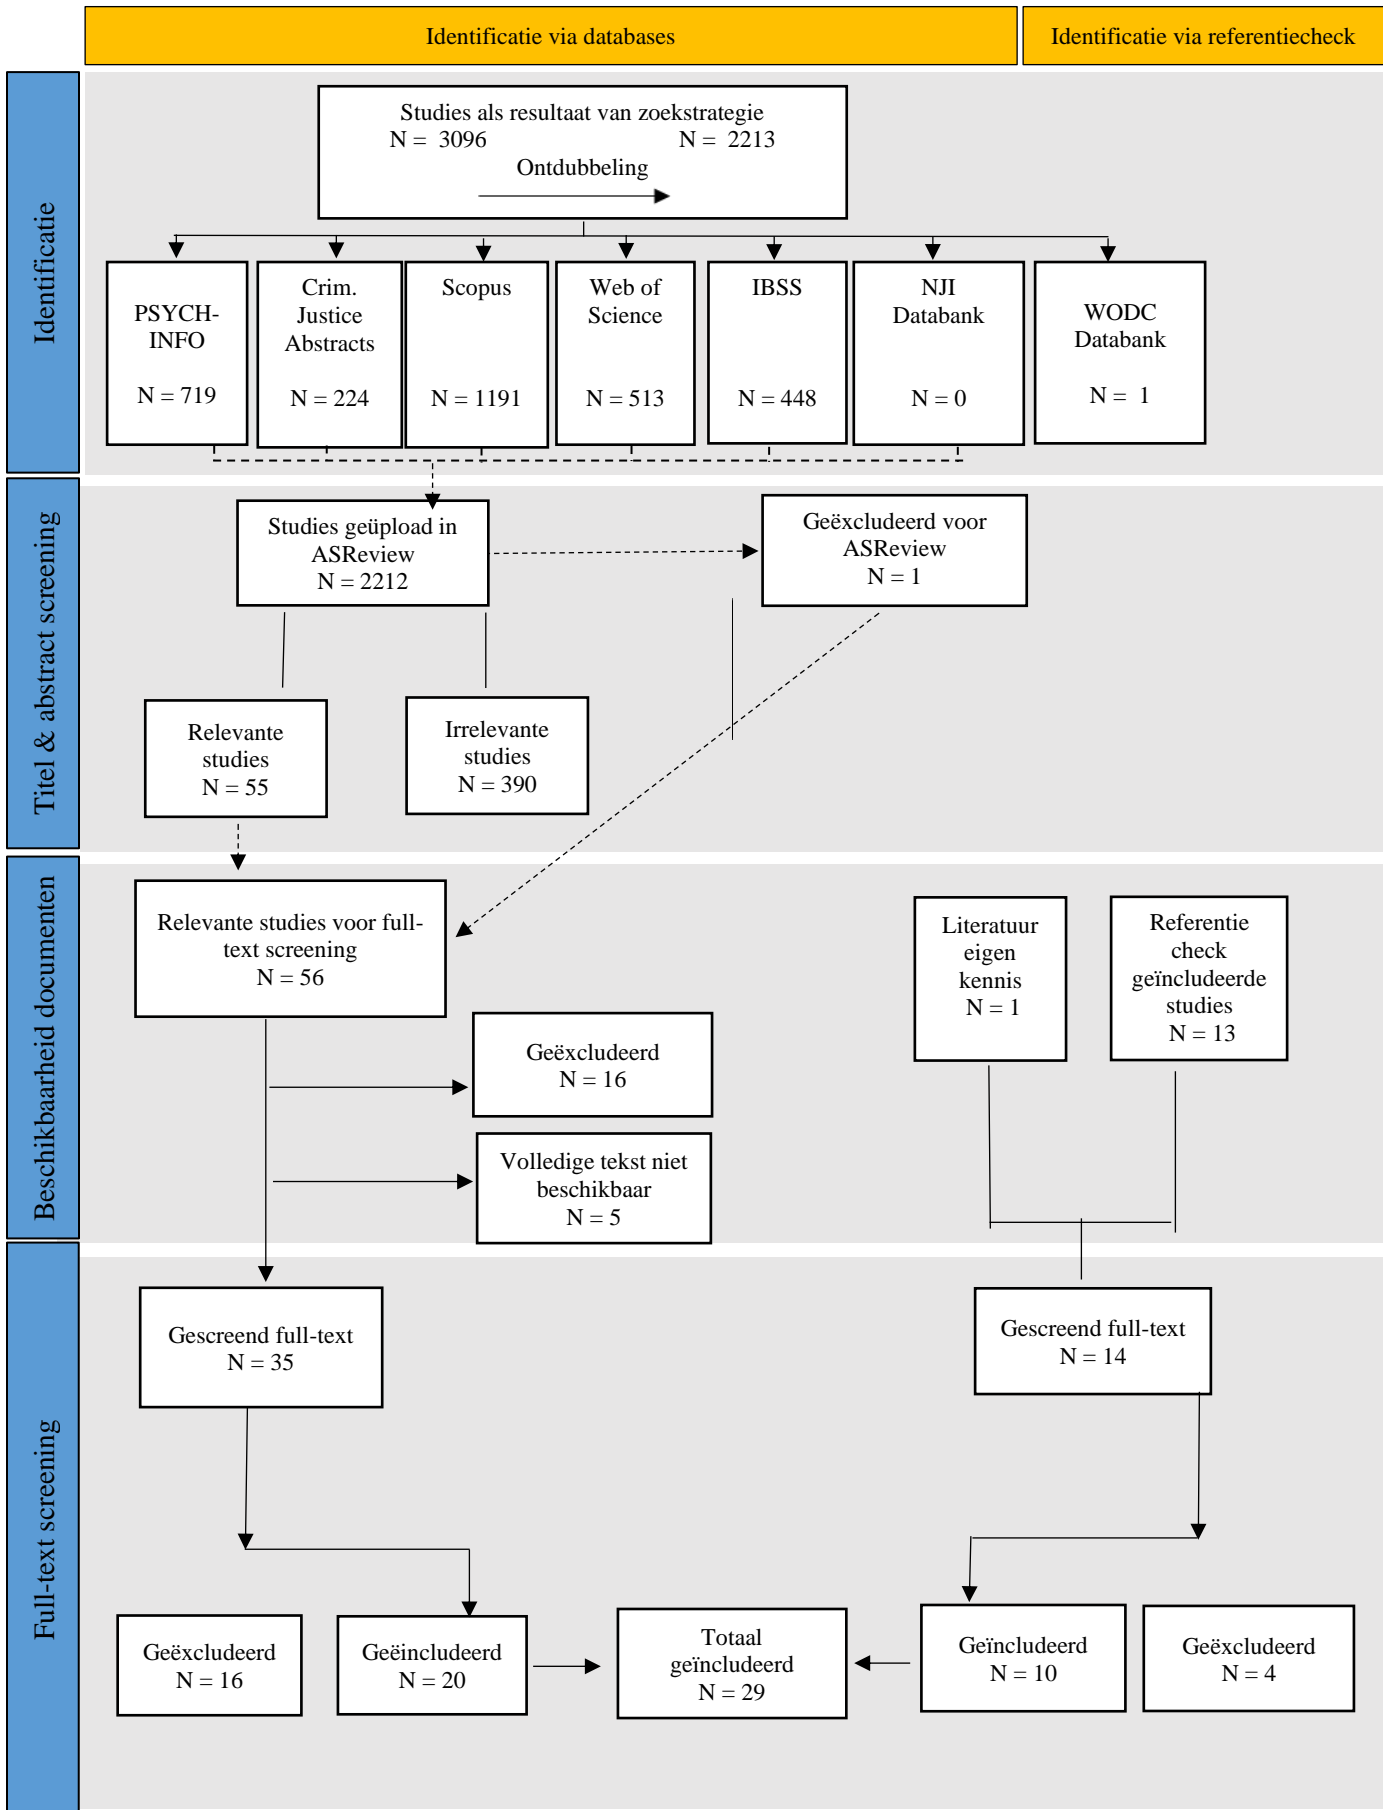 Identificatie via databases
Identificatie via referentiecheck
Identificatie
Studies als resultaat van zoekstrategie
N = 3096 N = 2213
Ontdubbeling
PSYCH-
INFO
N = 719
Crim.
Justice
Abstracts
N = 224
Scopus
N = 1191
Web of
Science
N = 513
IBSS
N = 448
NJI
Databank
N = 0
WODC
Databank
N = 1
Titel & abstract screening
Studies geüpload in
ASReview
N = 2212
Geëxcludeerd voor
ASReview
N = 1
Relevante
studies
N = 55
Irrelevante
studies
N = 390
Beschikbaarheid documenten
Relevante studies voor full-
text screening
N = 56
Literatuur
eigen
kennis
N = 1
Referentie
check
geïncludeerde
studies
N = 13
Geëxcludeerd
N = 16
Volledige tekst niet
beschikbaar
N = 5
Full-text screening
Gescreend full-text
N = 35
Gescreend full-text
N = 14
Geëxcludeerd
N = 16
Geëincludeerd
N = 20
Totaal
geïncludeerd
N = 29
Geïncludeerd
N = 10
Geëxcludeerd
N = 4